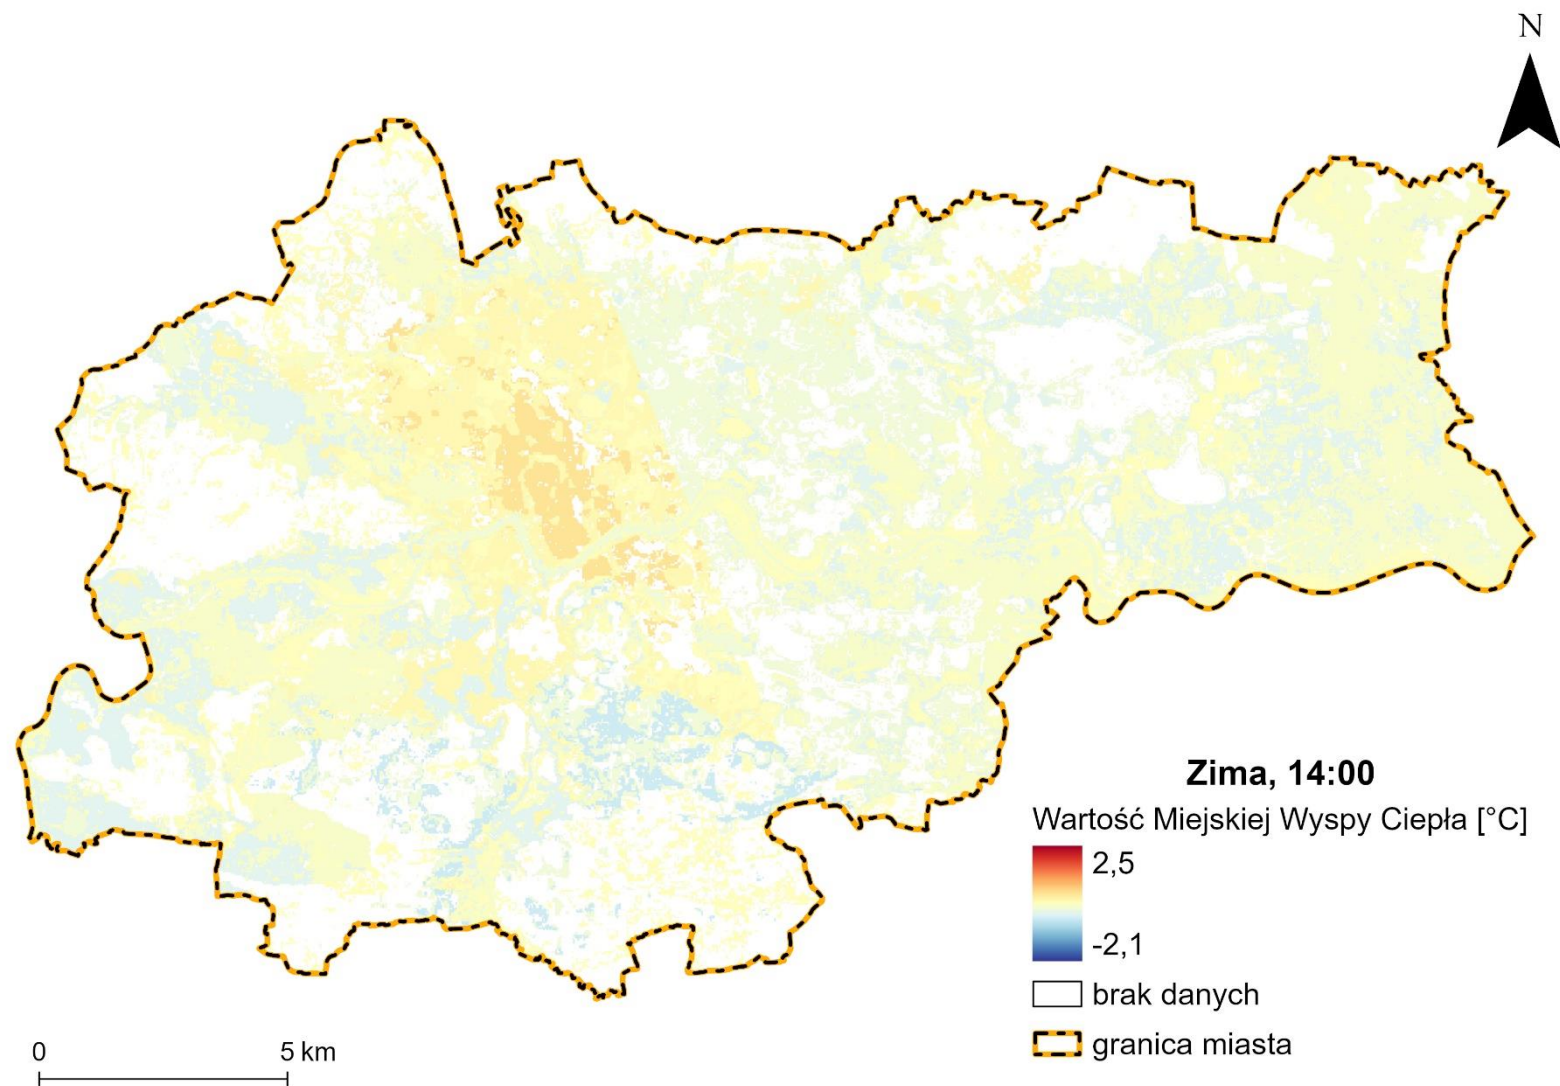 N
Zima, 14:00
Wartość Miejskiej Wyspy Ciepła [°C]
2,5
-2,1
brak danych
granica miasta
0 5 km